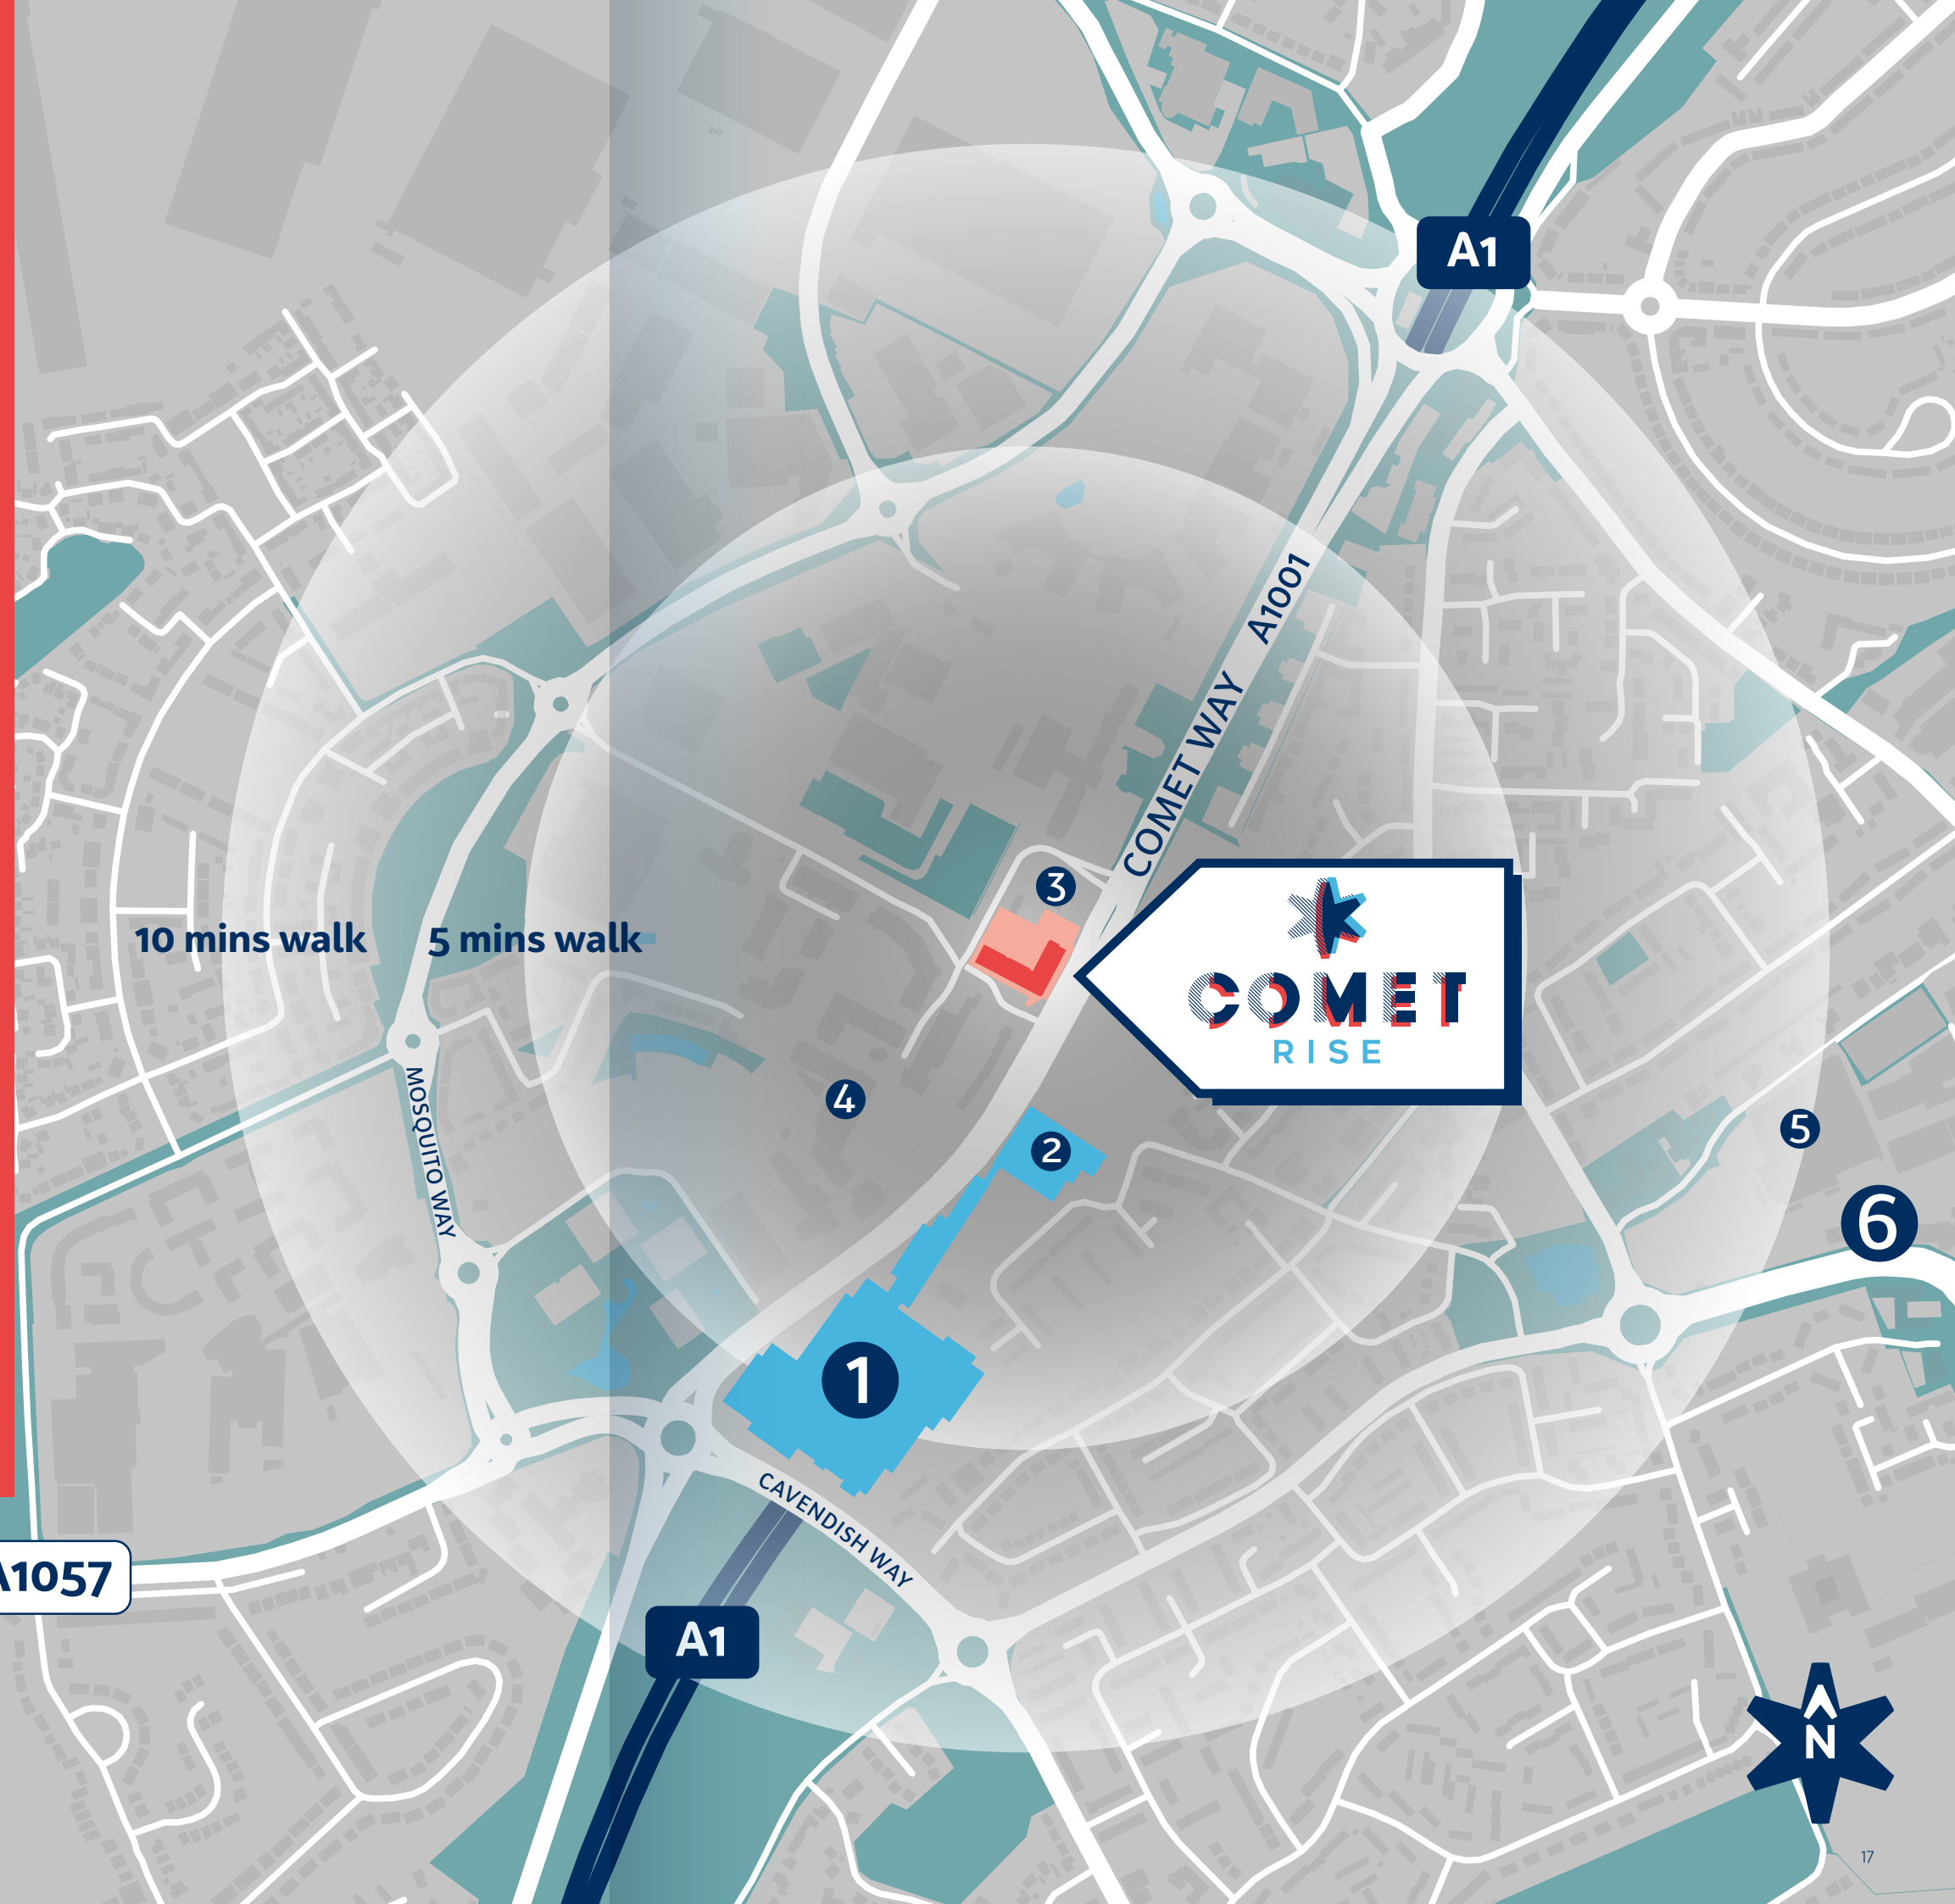 A1
COMET WAY A1001
3
10 mins walk
5 mins walk
COMET
RISE
MOSQUITO WAY
4
2
5
6
1
CAVENDISH WAY
A1057
A1
N
17